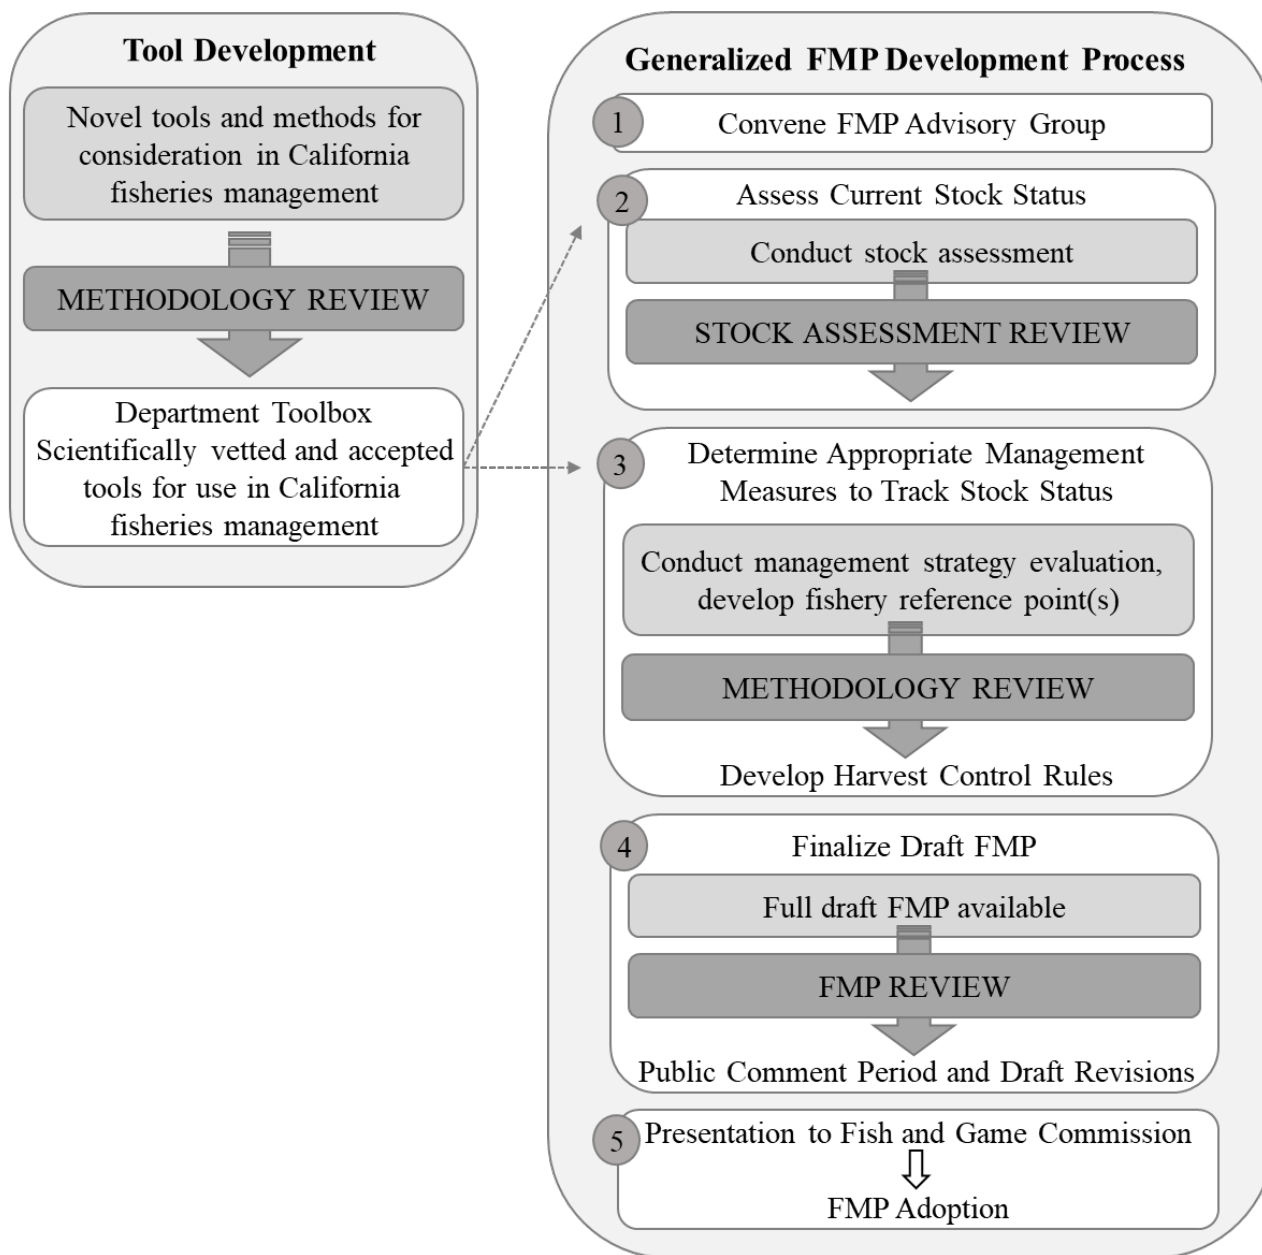 Tool Development
Novel tools and methods for
consideration in California
fisheries management
METHODOLOGY REVIEW
Department Toolbox
Scientifically vetted and accepted
tools for use in California
fisheries management
Generalized FMP Development Process
1
Convene FMP Advisory Group
2
Assess Current Stock Status
Conduct stock assessment
STOCK ASSESSMENT REVIEW
3
Determine Appropriate Management
Measures to Track Stock Status
Conduct management strategy evaluation,
develop fishery reference point(s)
METHODOLOGY REVIEW
Develop Harvest Control Rules
4
Finalize Draft FMP
Full draft FMP available
FMP REVIEW
Public Comment Period and Draft Revisions
5
Presentation to Fish and Game Commission
FMP Adoption